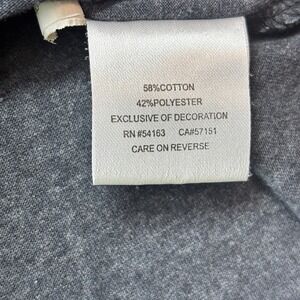 58%COTTON
42%POLYESTER
EXCLUSIVE OF DECORATION
RN #54163 CA#57151
CARE ON REVERSE